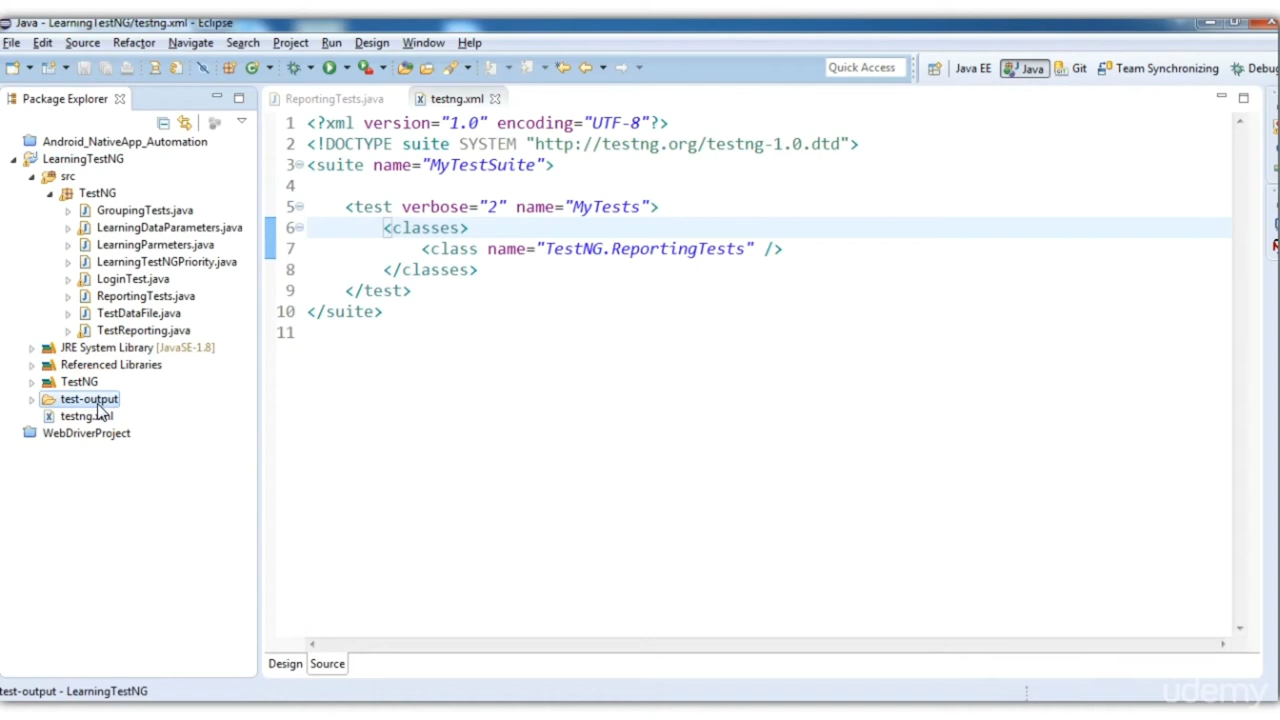 Java - LearningTestNG/testng.xml - Eclipse
File Edit Source Refactor Navigate Search Project Run Design Window Help
Quick Access Java EE Java Git Team Synchronizing Debug
Package Explorer
ReportingTests.java testng.xml
Android_NativeApp_Automation
LearningTestNG
src
TestNG
GroupingTests.java
LearningDataParameters.java
LearningParmeters.java
LearningTestNGPriority.java
LoginTest.java
ReportingTests.java
TestDataFile.java
TestReporting.java
JRE System Library [JavaSE-1.8]
Referenced Libraries
TestNG
test-output
testng.xml
WebDriverProject
1 <?xml version="1.0" encoding="UTF-8"?>
2 <!DOCTYPE suite SYSTEM "http://testng.org/testng-1.0.dtd">
3 <suite name="MyTestSuite">
4
5 <test verbose="2" name="MyTests">
6 <classes>
7 <class name="TestNG.ReportingTests" />
8 </classes>
9 </test>
10 </suite>
11
Design Source
test-output - LearningTestNG
udemy